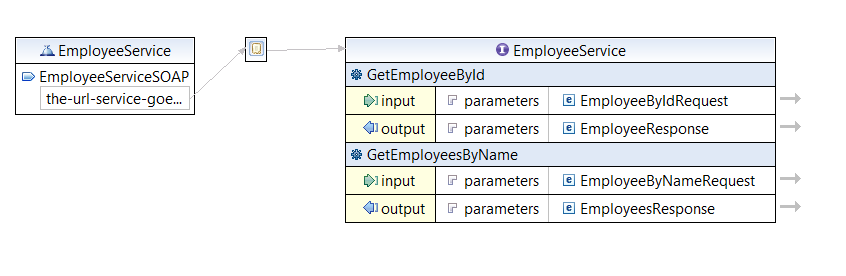 EmployeeService
EmployeeServiceSOAP
the-url-service-goe...
EmployeeService
GetEmployeeById
input parameters EmployeeByIdRequest
output parameters EmployeeResponse
GetEmployeesByName
input parameters EmployeeByNameRequest
output parameters EmployeesResponse